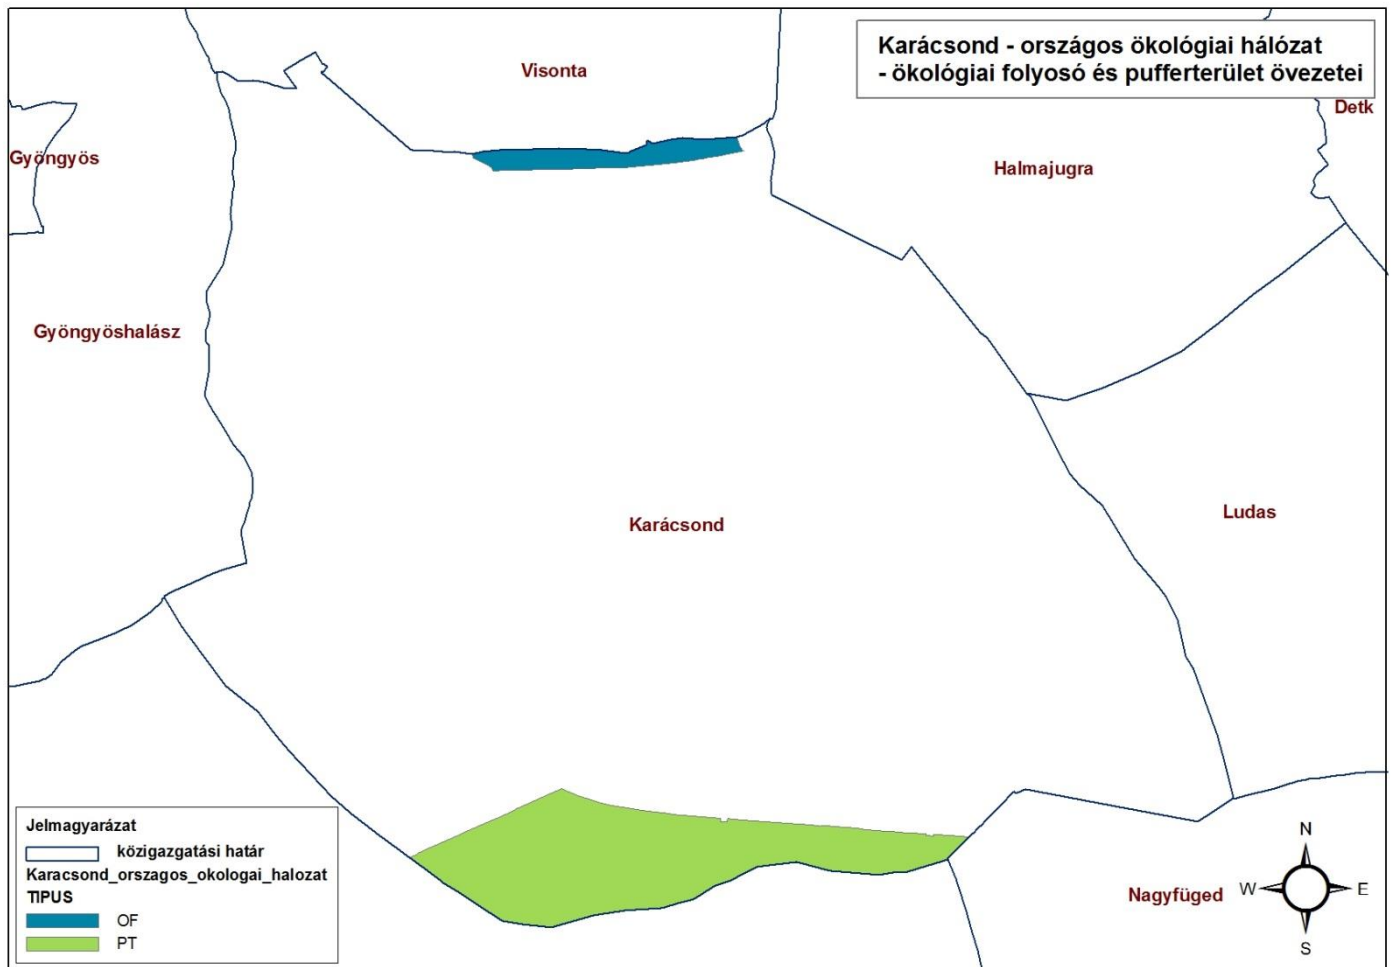 Karácsond - országos ökológiai hálózat
- ökológiai folyosó és pufferterület övezetei
Visonta
Detk
Gyöngyös
Halmajugra
Gyöngyöshalász
Karácsond
Ludas
Nagyfüged
Jelmagyarázat
közigazgatási határ
Karacsond_orszagos_okologai_halozat
TIPUS
OF
PT
N
W E
S